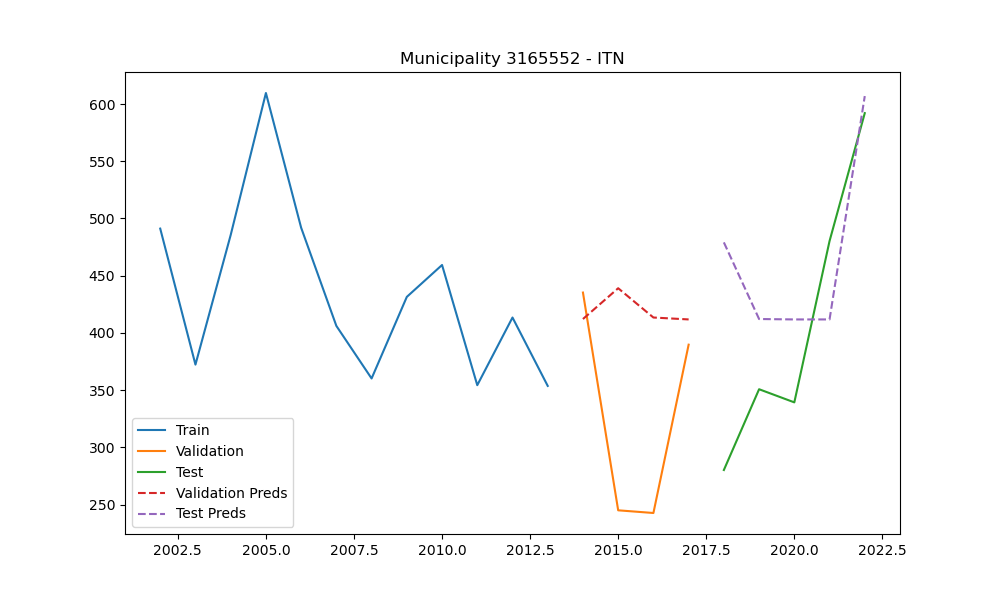 Municipality 3165552 - ITN
600
550
500
450
400
350
300
250
Train
Validation
Test
Validation Preds
Test Preds
2002.5 2005.0 2007.5 2010.0 2012.5 2015.0 2017.5 2020.0 2022.5